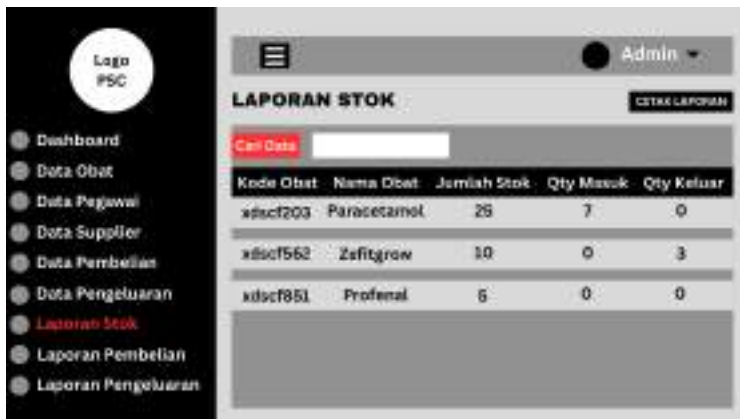 Logo
PSC
Admin
LAPORAN STOK
CETAK LAPORAN
Dashboard
Data Obat
Data Pegawai
Data Supplier
Data Pembelian
Data Pengeluaran
Laporan Stok
Laporan Pembelian
Laporan Pengeluaran
Cari Data
Kode Obat Nama Obat Jumlah Stok Qty Masuk Qty Keluar
xdscf203 Paracetamol 25 7 0
xdscf562 Zefitgrow 10 0 3
xdscf851 Profenal 5 0 0